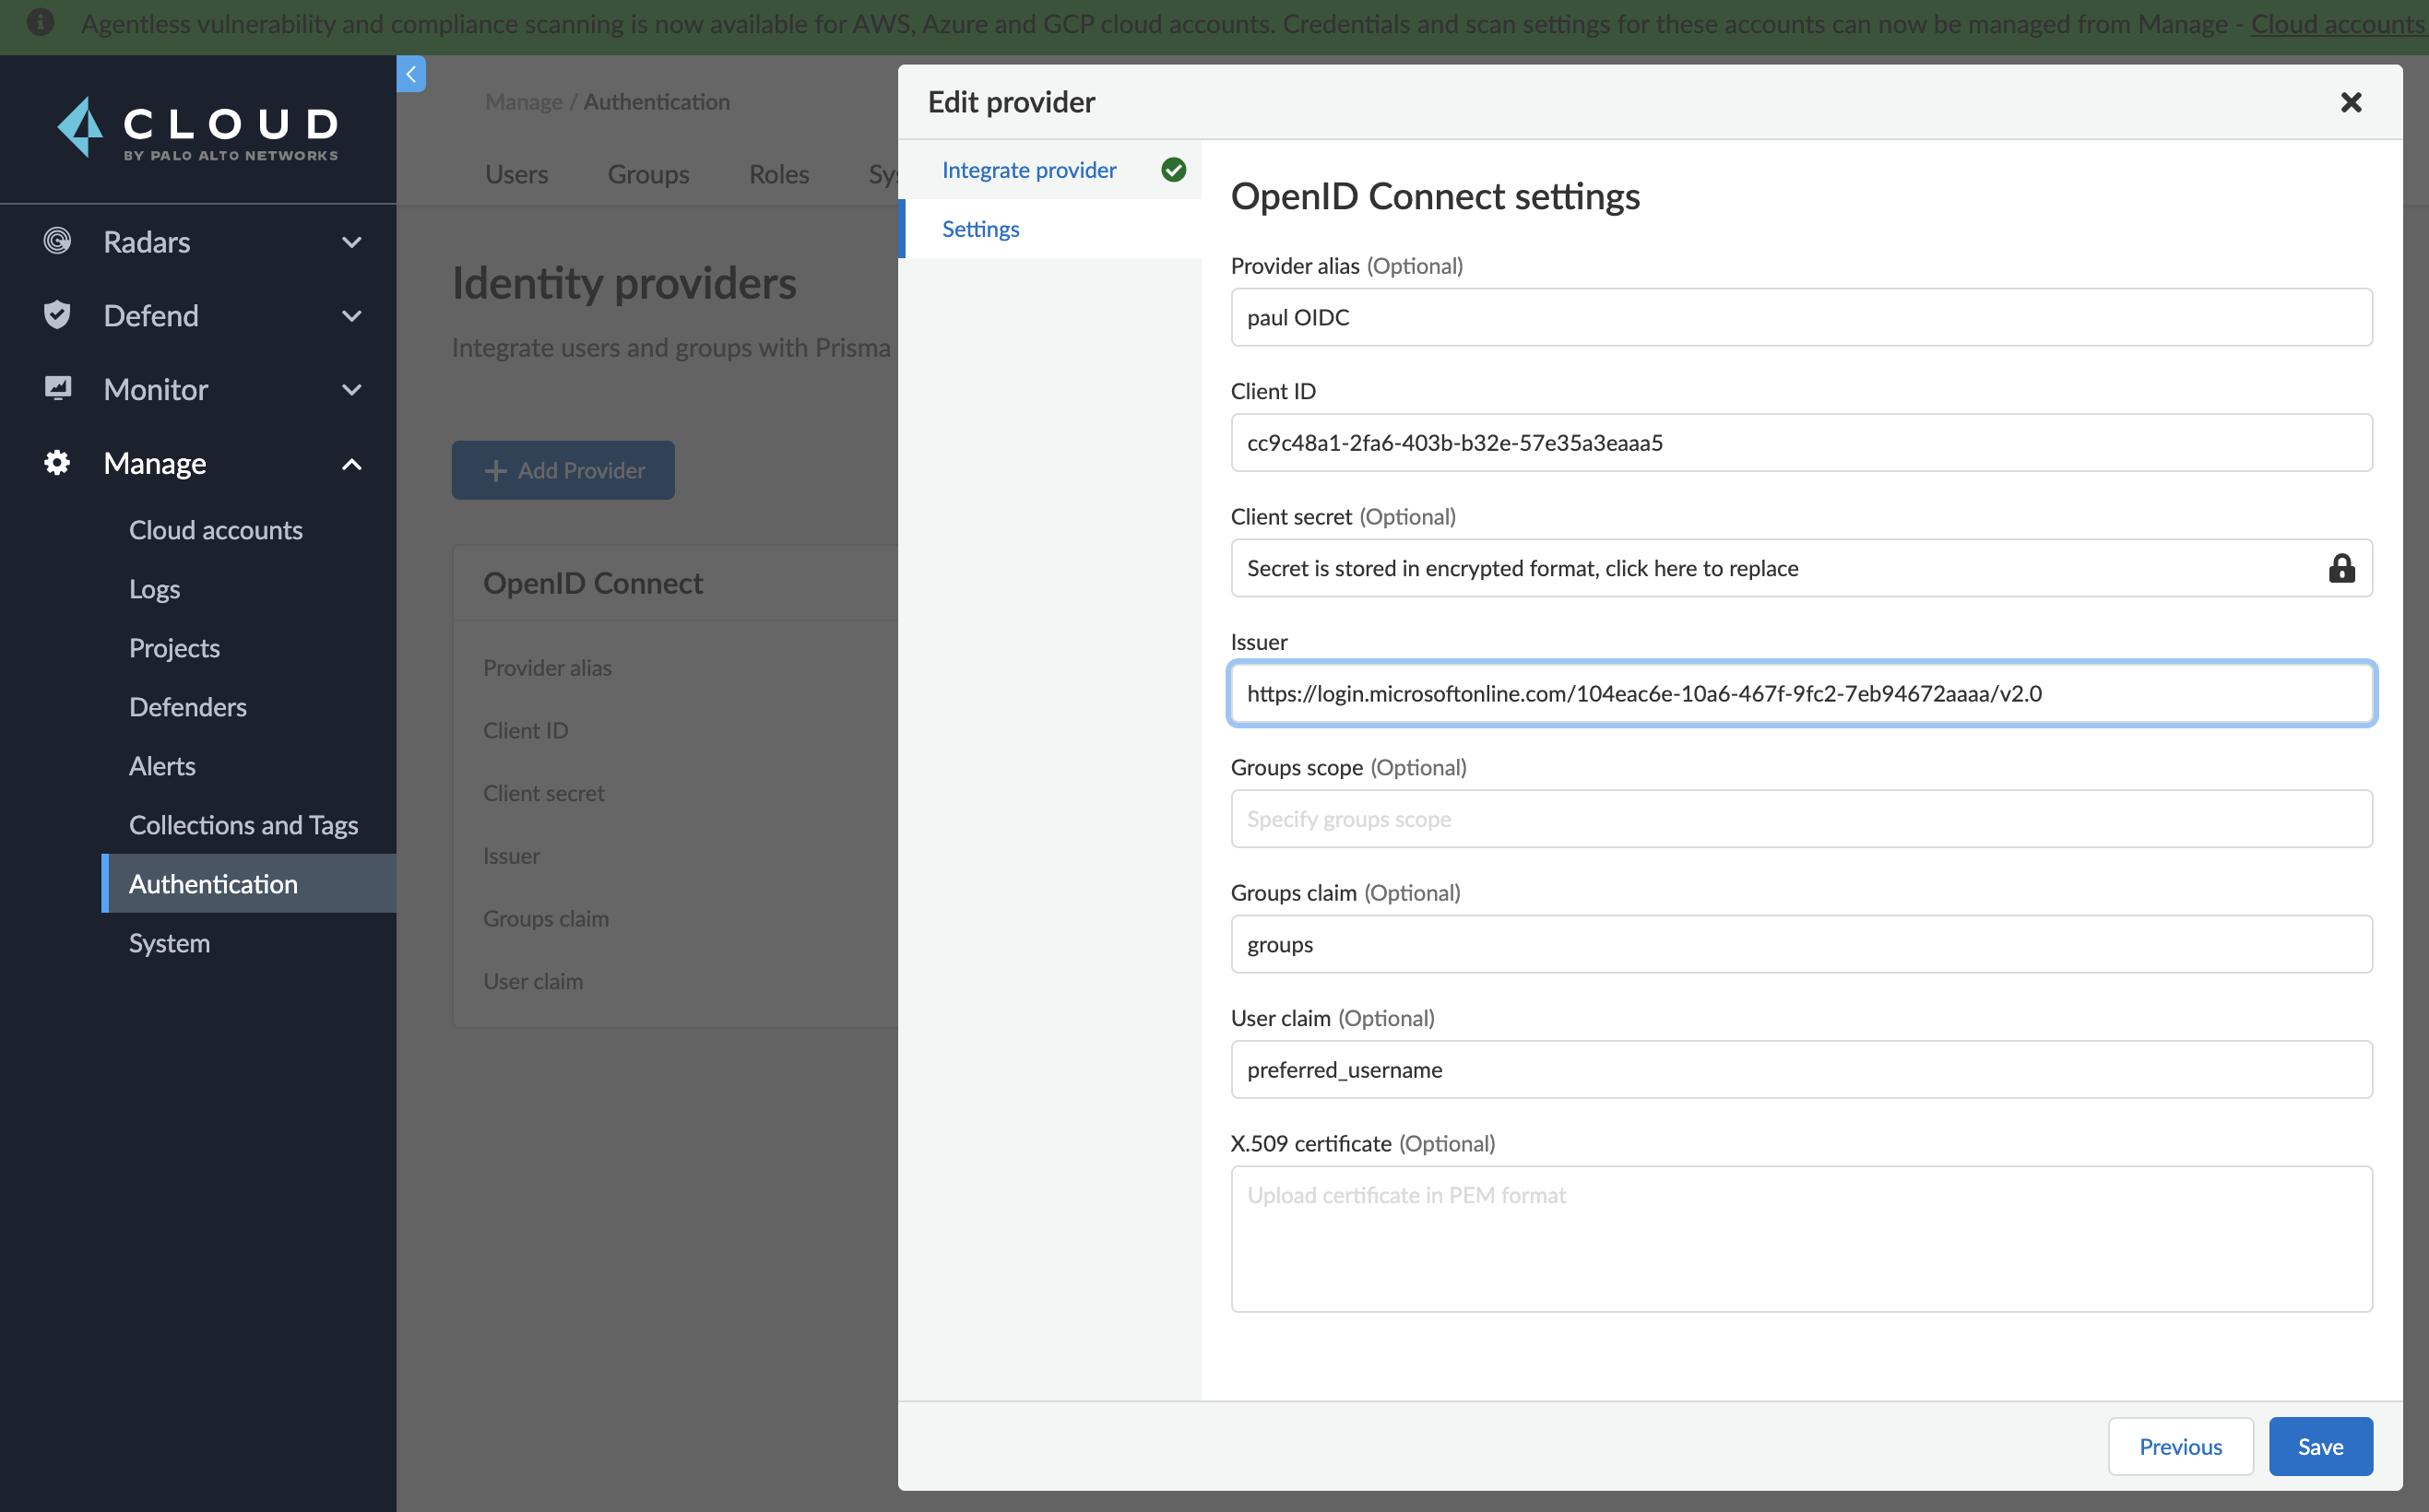 Agentless vulnerability and compliance scanning is now available for AWS, Azure and GCP cloud accounts. Credentials and scan settings for these accounts can now be managed from Manage - Cloud accounts
CLOUD
BY PALO ALTO NETWORKS
Radars
Defend
Monitor
Manage
Cloud accounts
Logs
Projects
Defenders
Alerts
Collections and Tags
Authentication
System
Manage / Authentication
Users Groups Roles Sys
Identity providers
Integrate users and groups with Prisma
+ Add Provider
OpenID Connect
Provider alias
Client ID
Client secret
Issuer
Groups claim
User claim
Edit provider
Integrate provider
Settings
OpenID Connect settings
Provider alias (Optional)
paul OIDC
Client ID
cc9c48a1-2fa6-403b-b32e-57e35a3eaaa5
Client secret (Optional)
Secret is stored in encrypted format, click here to replace
Issuer
https://login.microsoftonline.com/104eac6e-10a6-467f-9fc2-7eb94672aaaa/v2.0
Groups scope (Optional)
Specify groups scope
Groups claim (Optional)
groups
User claim (Optional)
preferred_username
X.509 certificate (Optional)
Upload certificate in PEM format
Previous
Save